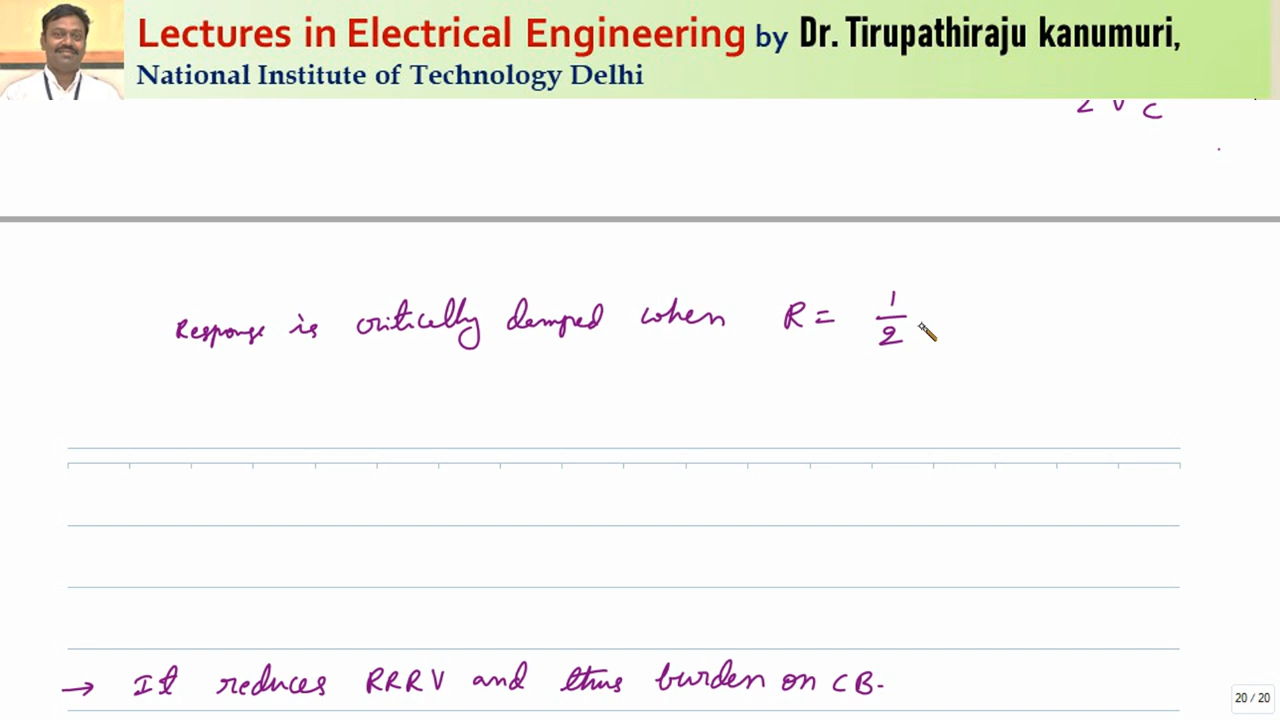 Lectures in Electrical Engineering by Dr. Tirupathiraju kanumuri,
National Institute of Technology Delhi
2 √ C
Response is critically damped when R = 1/2
→ It reduces RRRV and thus burden on CB.
20 / 20